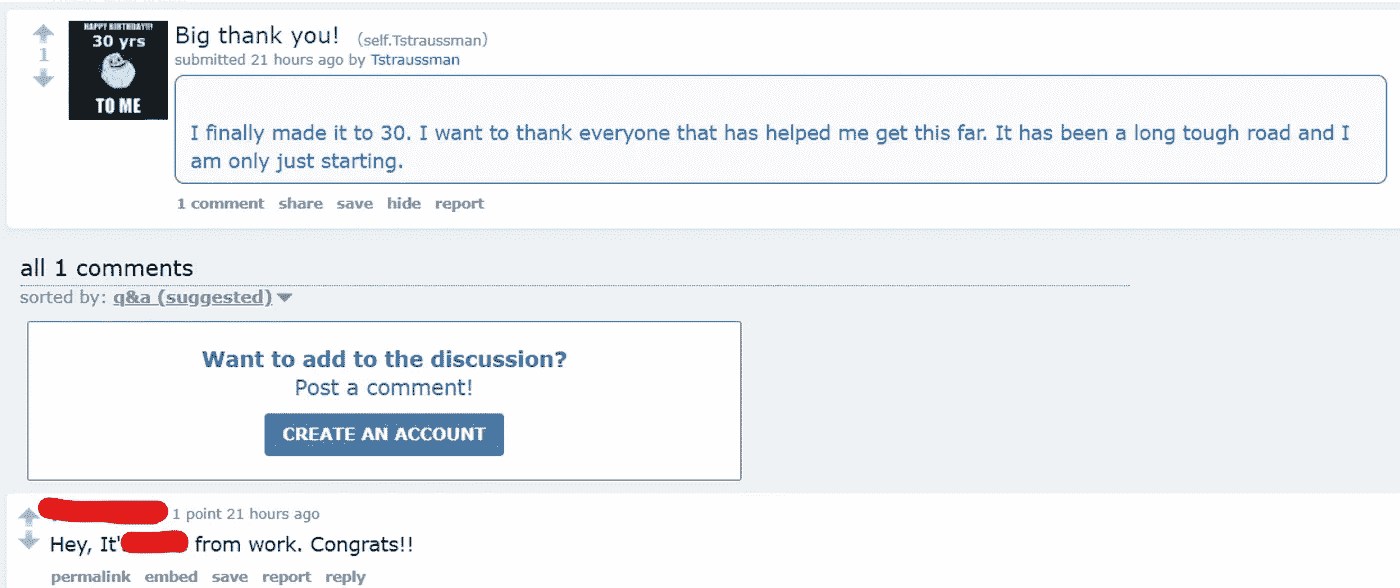 HAPPY BIRTHDAY!!!
30 yrs
TO ME
1
Big thank you! (self.Tstraussman)
submitted 21 hours ago by Tstraussman
I finally made it to 30. I want to thank everyone that has helped me get this far. It has been a long tough road and I
am only just starting.
1 comment share save hide report
all 1 comments
sorted by: q&a (suggested)
Want to add to the discussion?
Post a comment!
CREATE AN ACCOUNT
1 point 21 hours ago
Hey, It' from work. Congrats!!
permalink embed save report reply